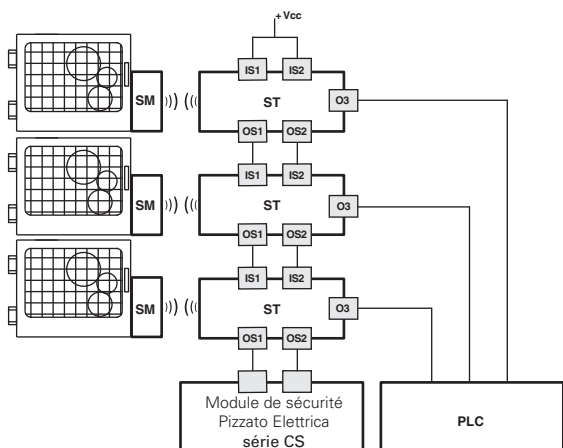 + Vcc
IS1 IS2
SM ST O3
OS1 OS2
IS1 IS2
SM ST O3
OS1 OS2
IS1 IS2
SM ST O3
OS1 OS2
Module de sécurité
Pizzato Elettrica
série CS
PLC